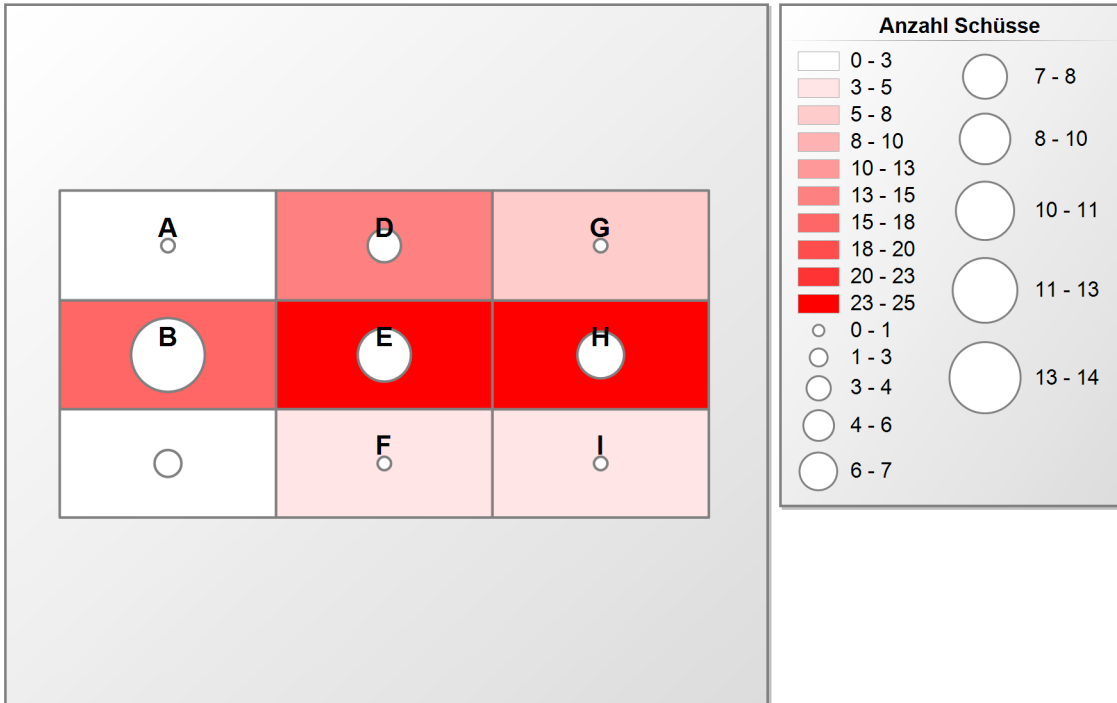 A
D
G
B
E
H
F
I
Anzahl Schüsse
0 - 3
3 - 5
5 - 8
8 - 10
10 - 13
13 - 15
15 - 18
18 - 20
20 - 23
23 - 25
0 - 1
1 - 3
3 - 4
4 - 6
6 - 7
7 - 8
8 - 10
10 - 11
11 - 13
13 - 14